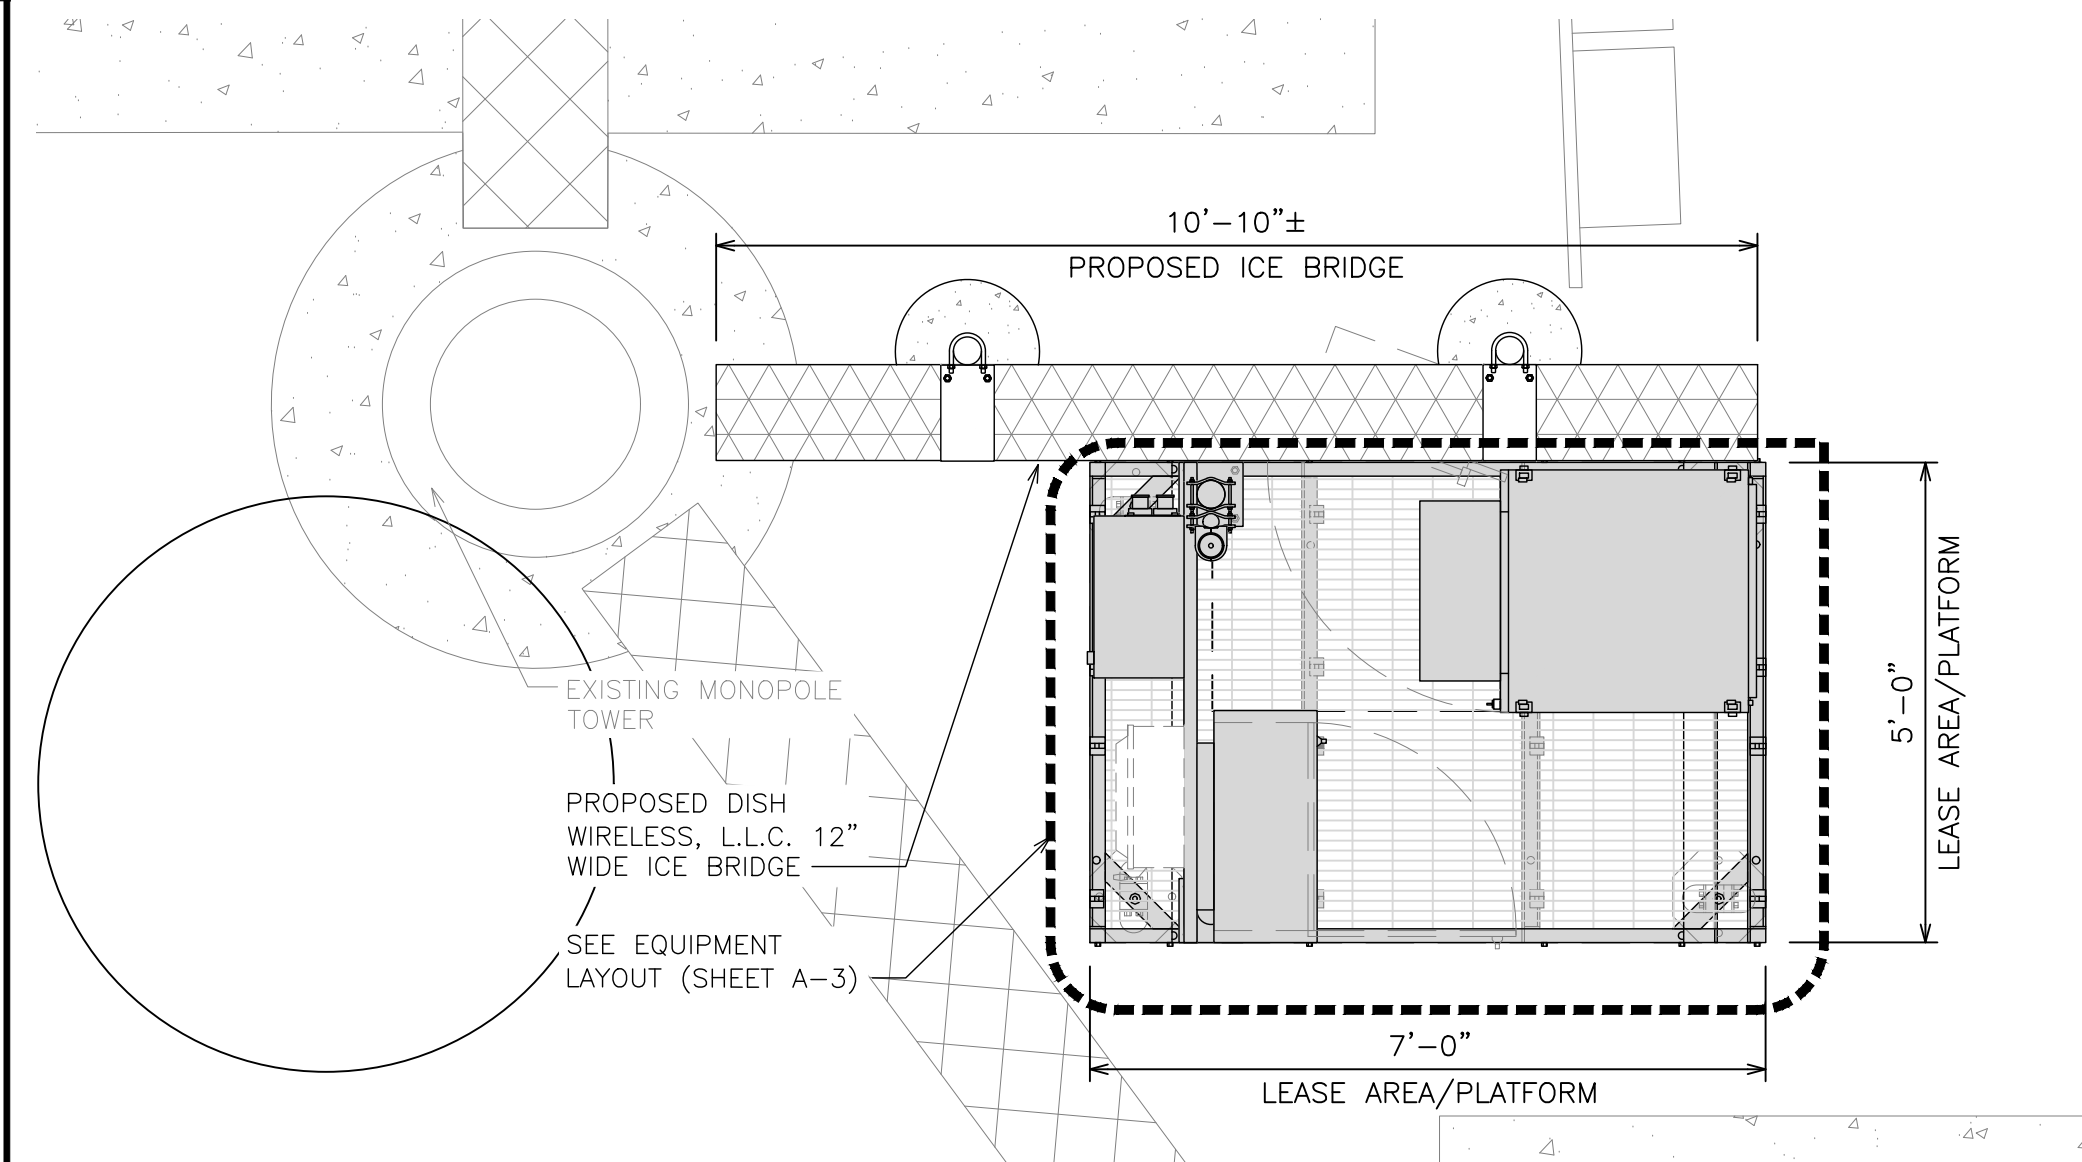 10'-10"±
PROPOSED ICE BRIDGE
EXISTING MONOPOLE
TOWER
PROPOSED DISH
WIRELESS, L.L.C. 12"
WIDE ICE BRIDGE
SEE EQUIPMENT
LAYOUT (SHEET A-3)
5'-0"
LEASE AREA/PLATFORM
7'-0"
LEASE AREA/PLATFORM